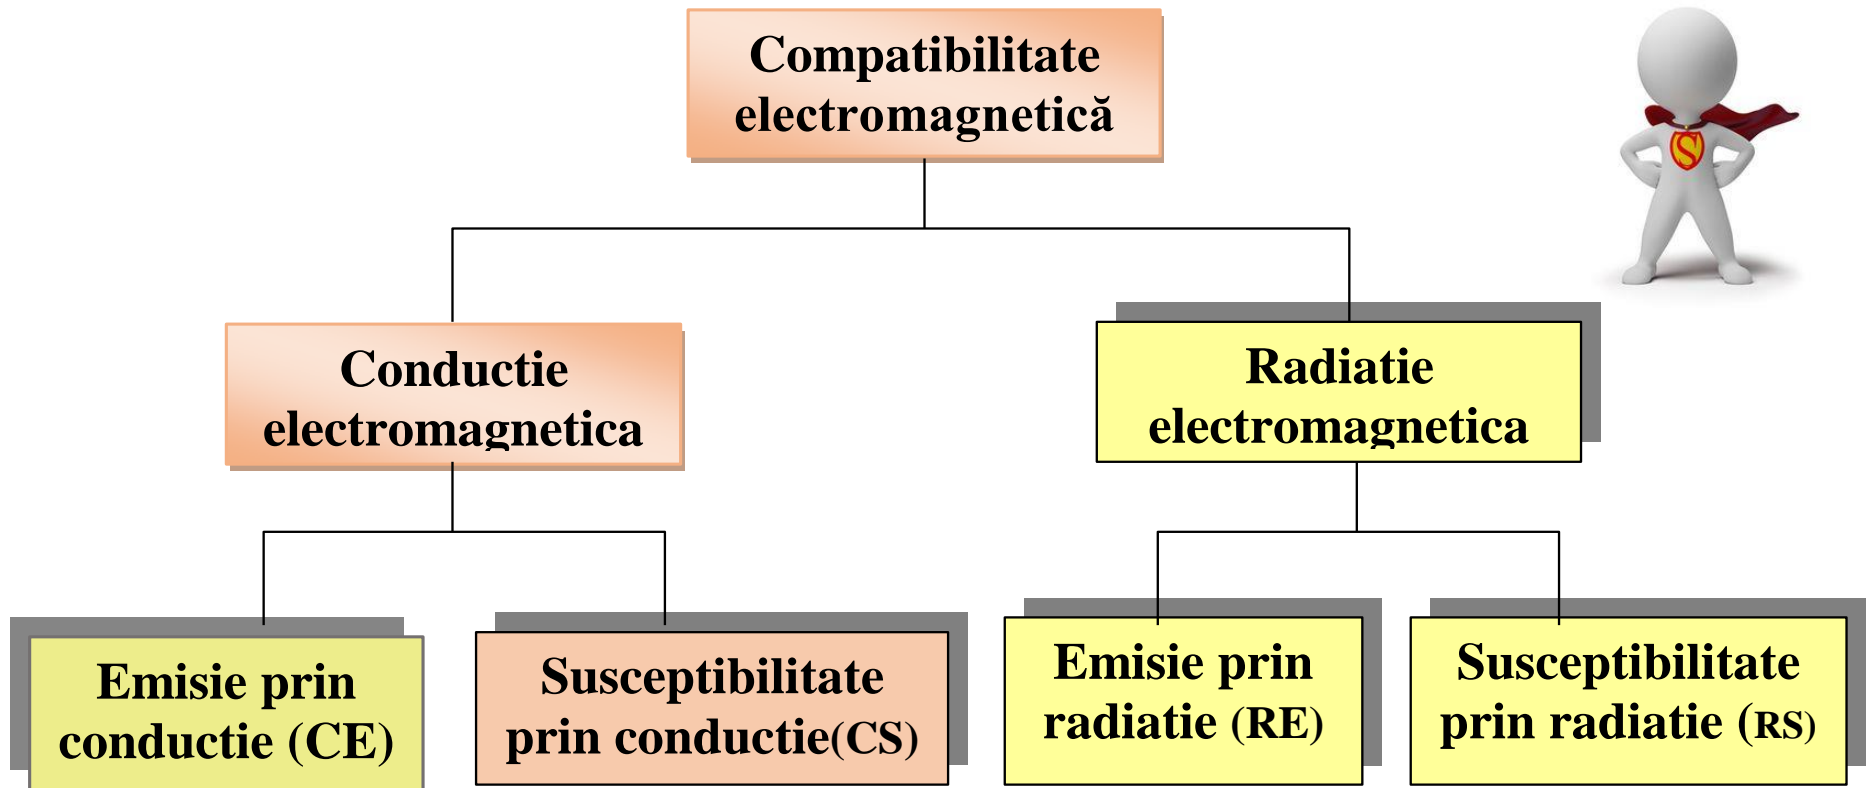 Compatibilitate
electromagnetică
S
Conductie
electromagnetica
Radiatie
electromagnetica
Emisie prin
conductie (CE)
Susceptibilitate
prin conductie(CS)
Emisie prin
radiatie (RE)
Susceptibilitate
prin radiatie (RS)